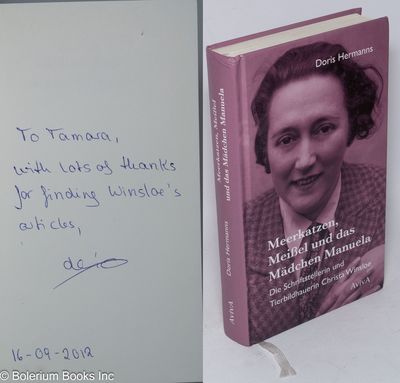 To Tamara,
with lots of thanks
for finding Winsloe's
articles,
16-09-2012
© Bolerium Books Inc
Meerkatzen, Meißel
und das Mädchen Manuela
Doris Hermanns
AvivA
Doris Hermanns
Meerkatzen,
Meißel und das
Mädchen Manuela
Die Schriftstellerin und
Tierbildhauerin Christa Winsloe
AvivA